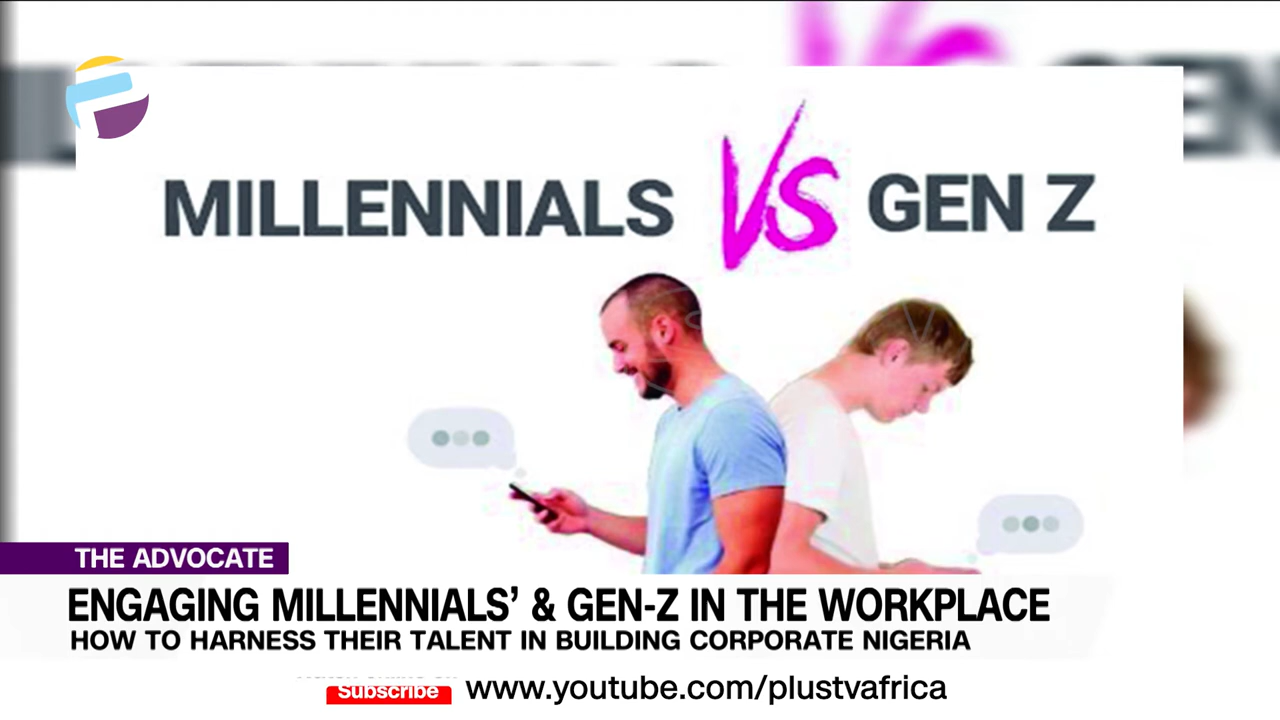 MILLENNIALS VS GEN Z
THE ADVOCATE
ENGAGING MILLENNIALS' & GEN-Z IN THE WORKPLACE
HOW TO HARNESS THEIR TALENT IN BUILDING CORPORATE NIGERIA
Subscribe www.youtube.com/plustvafrica